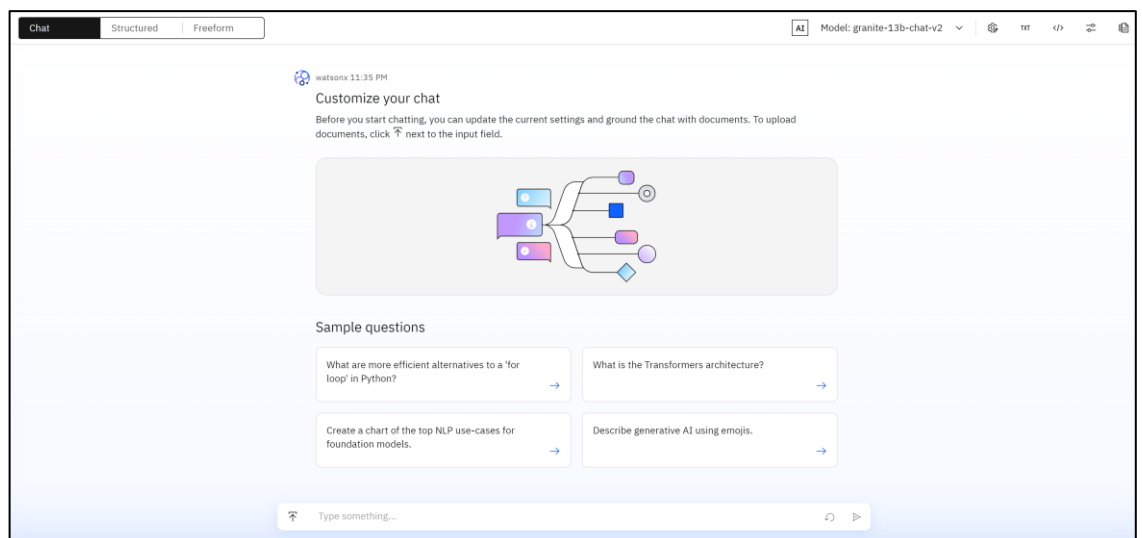 Chat Structured Freeform AI Model: granite-13b-chat-v2 TXT </>
watsonx 11:35 PM
Customize your chat
Before you start chatting, you can update the current settings and ground the chat with documents. To upload
documents, click next to the input field.
Sample questions
What are more efficient alternatives to a 'for
loop' in Python?
What is the Transformers architecture?
Create a chart of the top NLP use-cases for
foundation models.
Describe generative AI using emojis.
Type something...